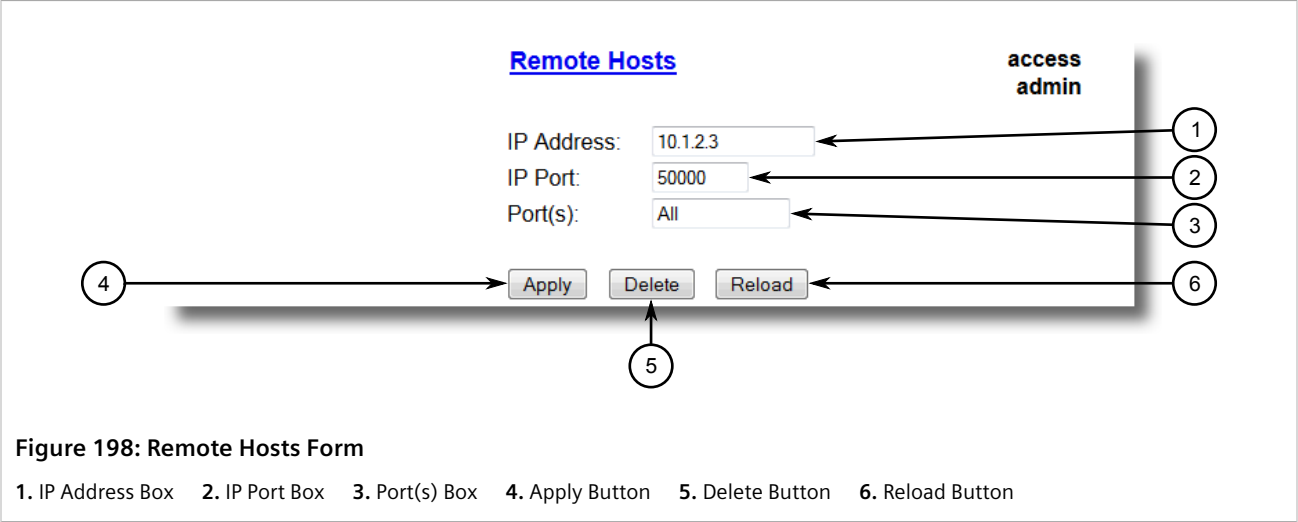 Remote Hosts
access
admin
IP Address: 10.1.2.3
1
IP Port: 50000
2
Port(s): All
3
4
Apply Delete Reload
6
5
Figure 198: Remote Hosts Form
1. IP Address Box 2. IP Port Box 3. Port(s) Box 4. Apply Button 5. Delete Button 6. Reload Button